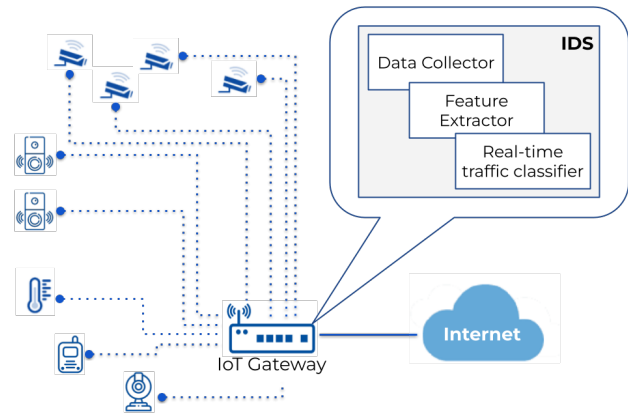 IDS
Data Collector
Feature
Extractor
Real-time
traffic classifier
Internet
IoT Gateway